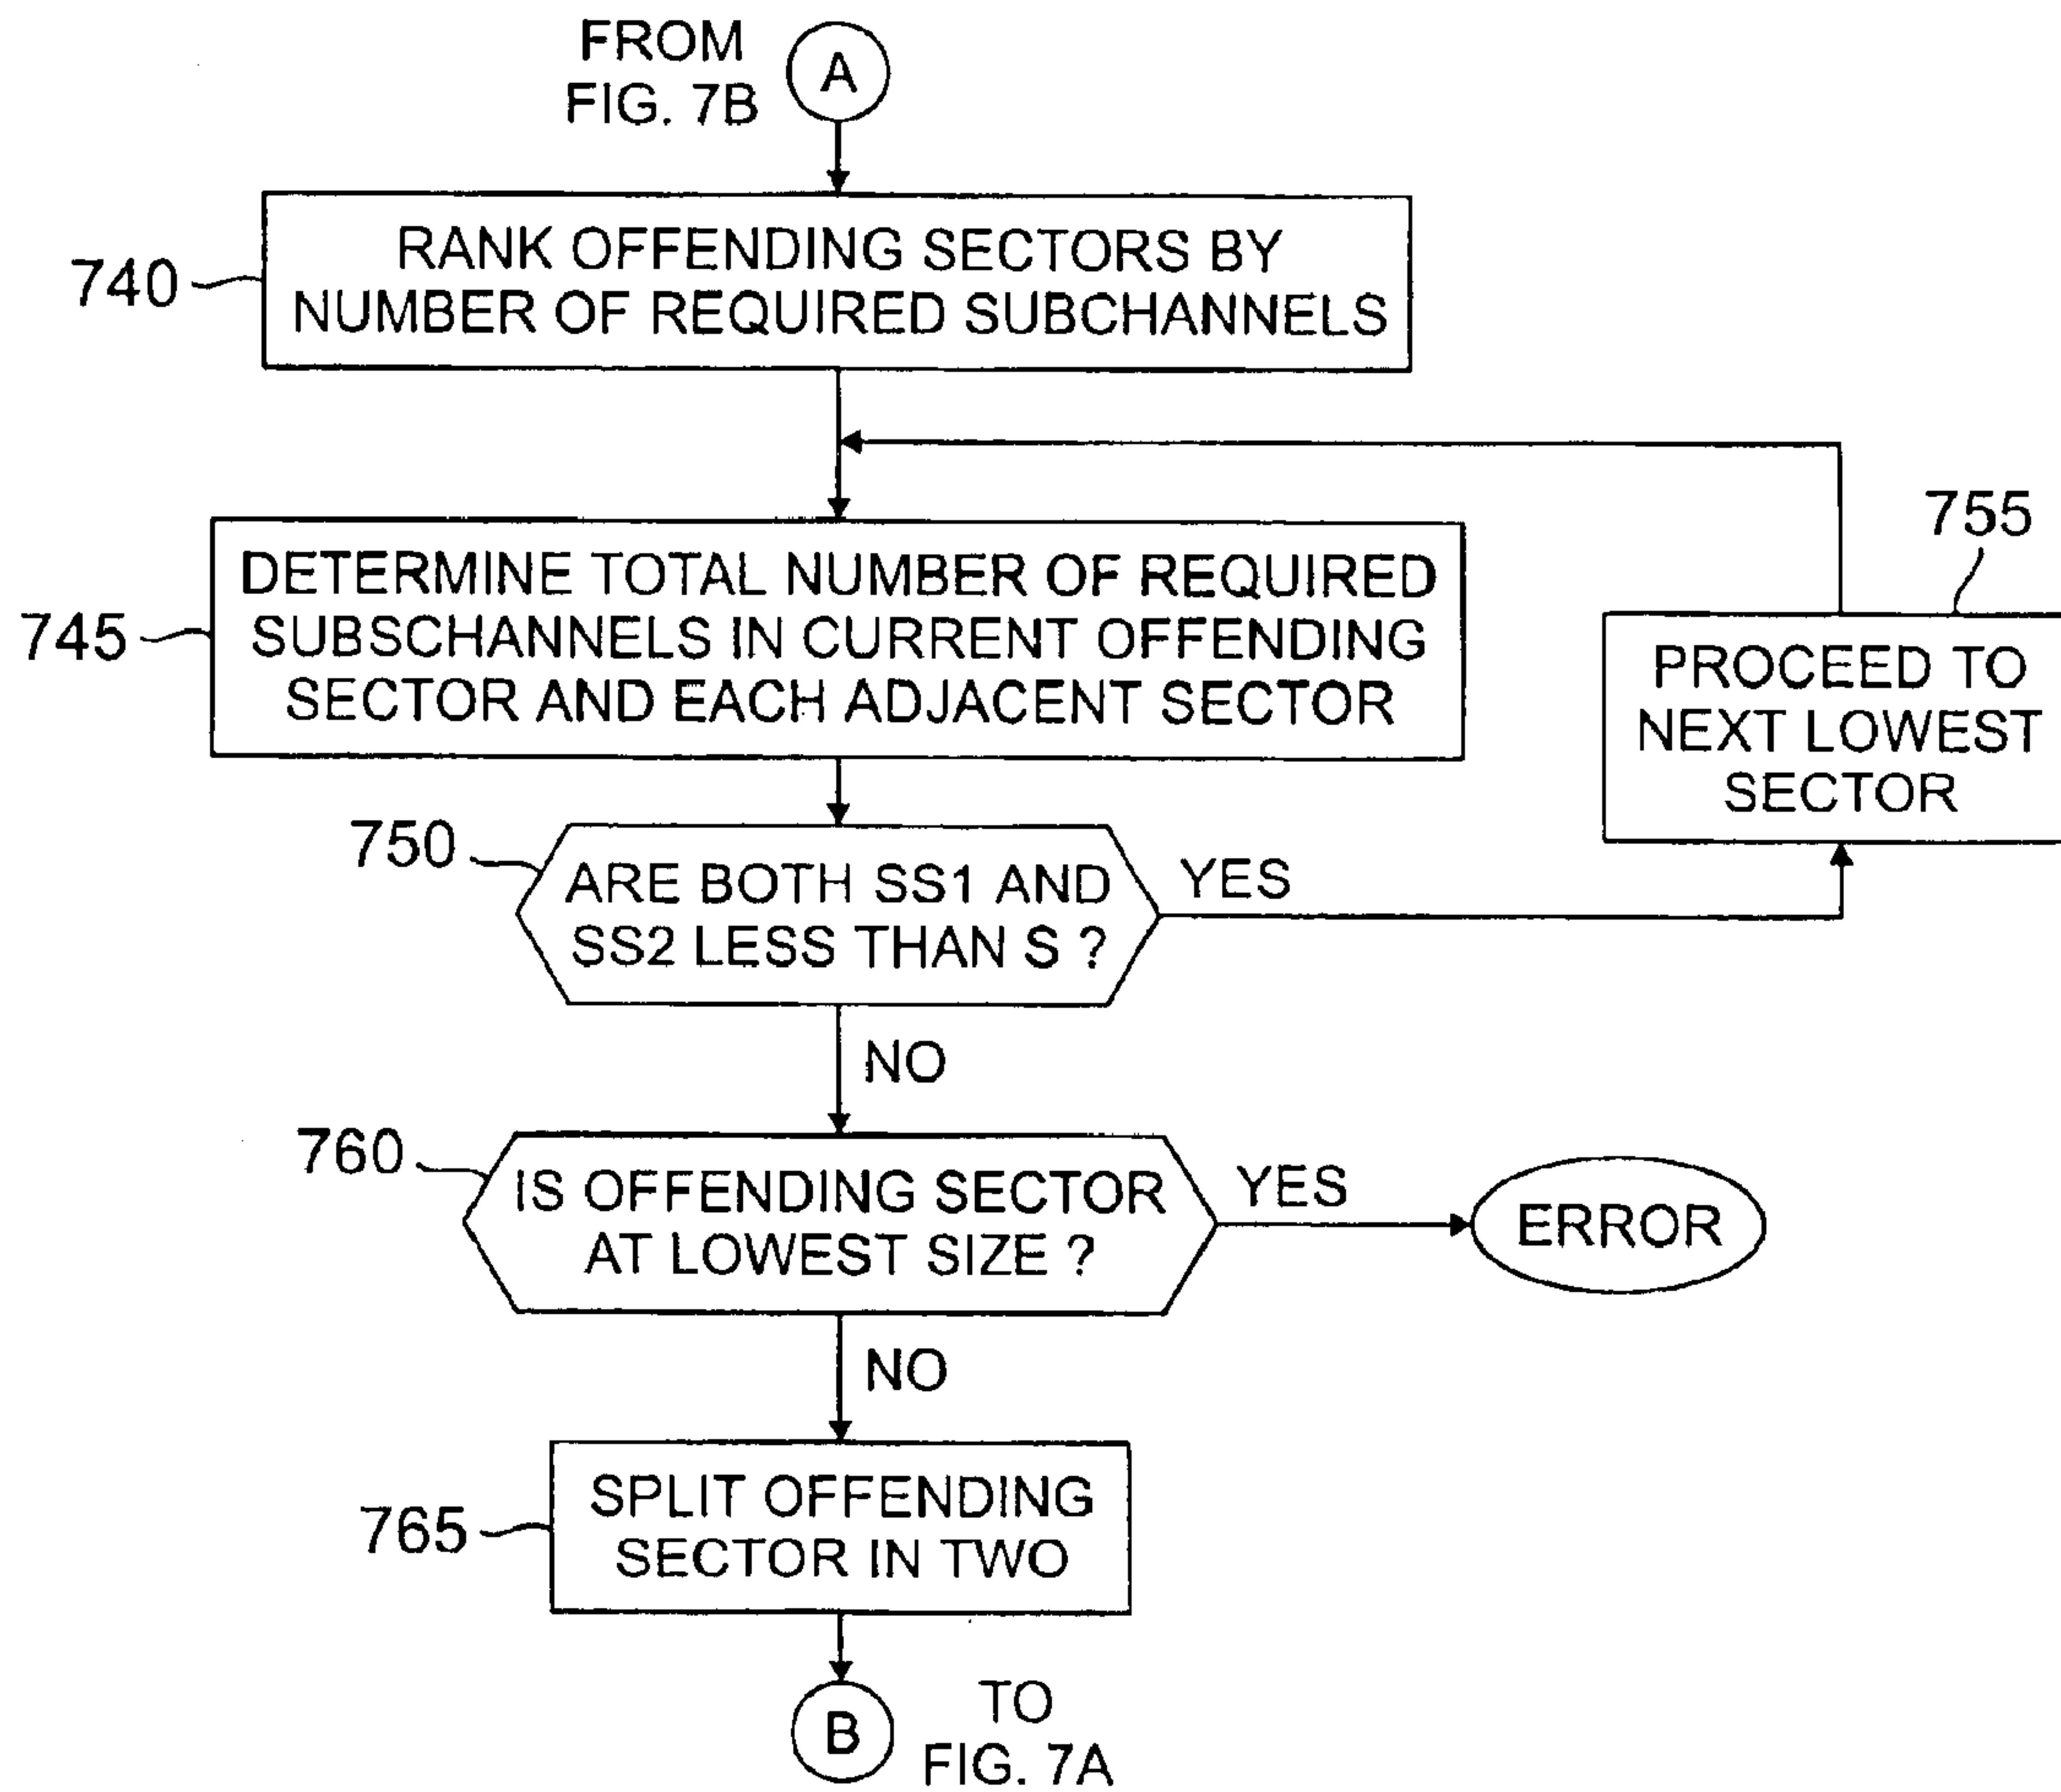 FROM
FIG. 7B
A
740
RANK OFFENDING SECTORS BY
NUMBER OF REQUIRED SUBCHANNELS
745
DETERMINE TOTAL NUMBER OF REQUIRED
SUBSCHANNELS IN CURRENT OFFENDING
SECTOR AND EACH ADJACENT SECTOR
755
PROCEED TO
NEXT LOWEST
SECTOR
750
ARE BOTH SS1 AND
SS2 LESS THAN S ?
YES
NO
760
IS OFFENDING SECTOR
AT LOWEST SIZE ?
YES
ERROR
NO
765
SPLIT OFFENDING
SECTOR IN TWO
B
TO
FIG. 7A